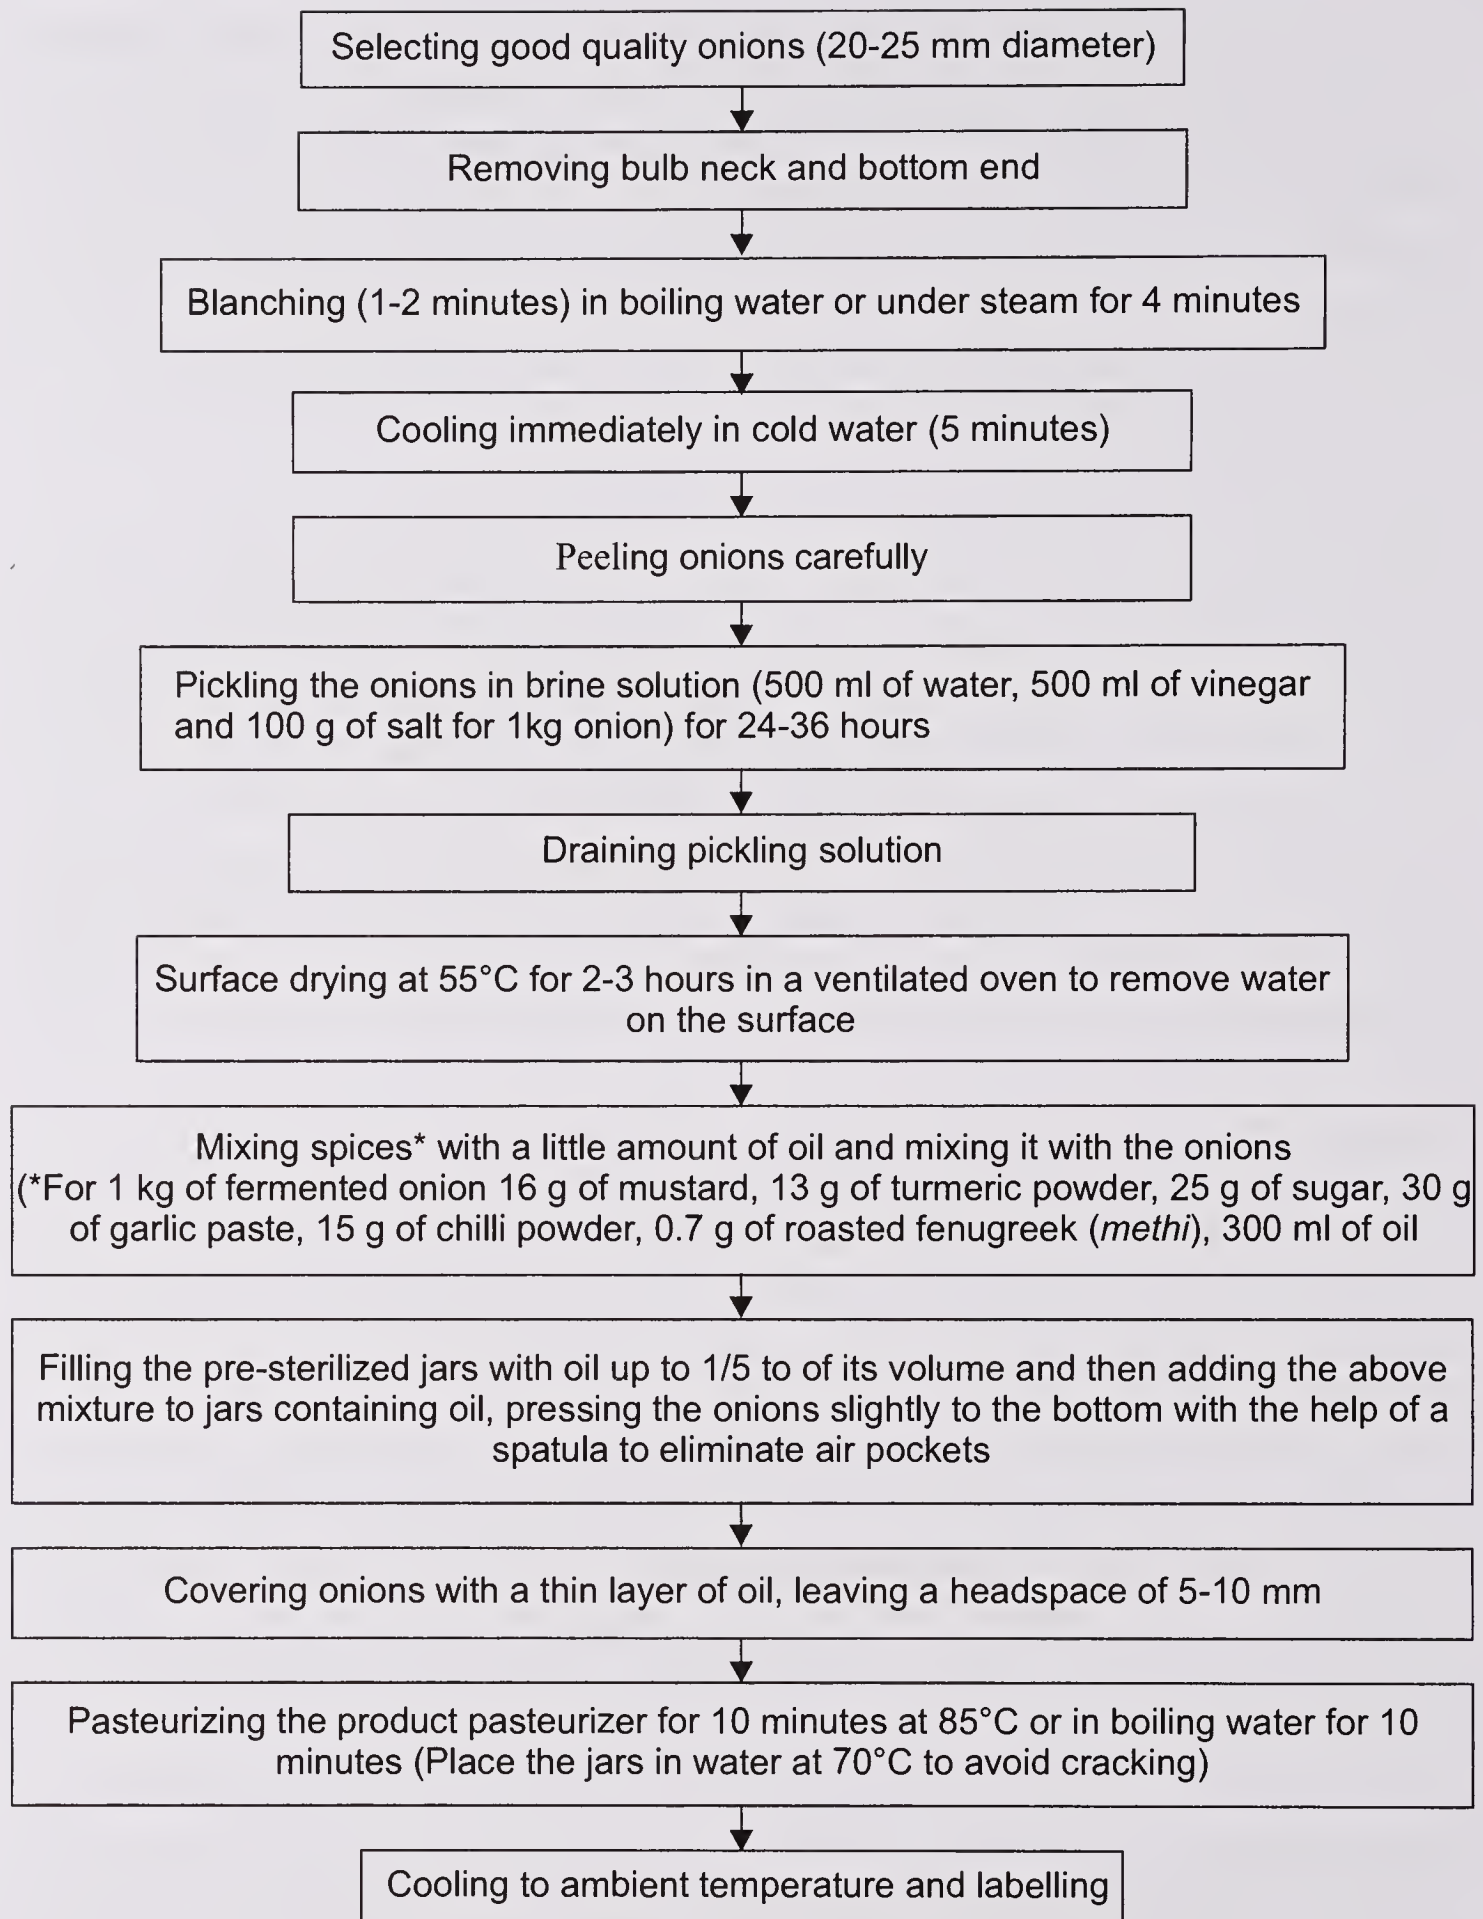 Selecting good quality onions (20-25 mm diameter)
Removing bulb neck and bottom end
Blanching (1-2 minutes) in boiling water or under steam for 4 minutes
Cooling immediately in cold water (5 minutes)
Peeling onions carefully
Pickling the onions in brine solution (500 ml of water, 500 ml of vinegar
and 100 g of salt for 1kg onion) for 24-36 hours
Draining pickling solution
Surface drying at 55°C for 2-3 hours in a ventilated oven to remove water
on the surface
Mixing spices* with a little amount of oil and mixing it with the onions
(*For 1 kg of fermented onion 16 g of mustard, 13 g of turmeric powder, 25 g of sugar, 30 g
of garlic paste, 15 g of chilli powder, 0.7 g of roasted fenugreek (methi), 300 ml of oil
Filling the pre-sterilized jars with oil up to 1/5 to of its volume and then adding the above
mixture to jars containing oil, pressing the onions slightly to the bottom with the help of a
spatula to eliminate air pockets
Covering onions with a thin layer of oil, leaving a headspace of 5-10 mm
Pasteurizing the product pasteurizer for 10 minutes at 85°C or in boiling water for 10
minutes (Place the jars in water at 70°C to avoid cracking)
Cooling to ambient temperature and labelling